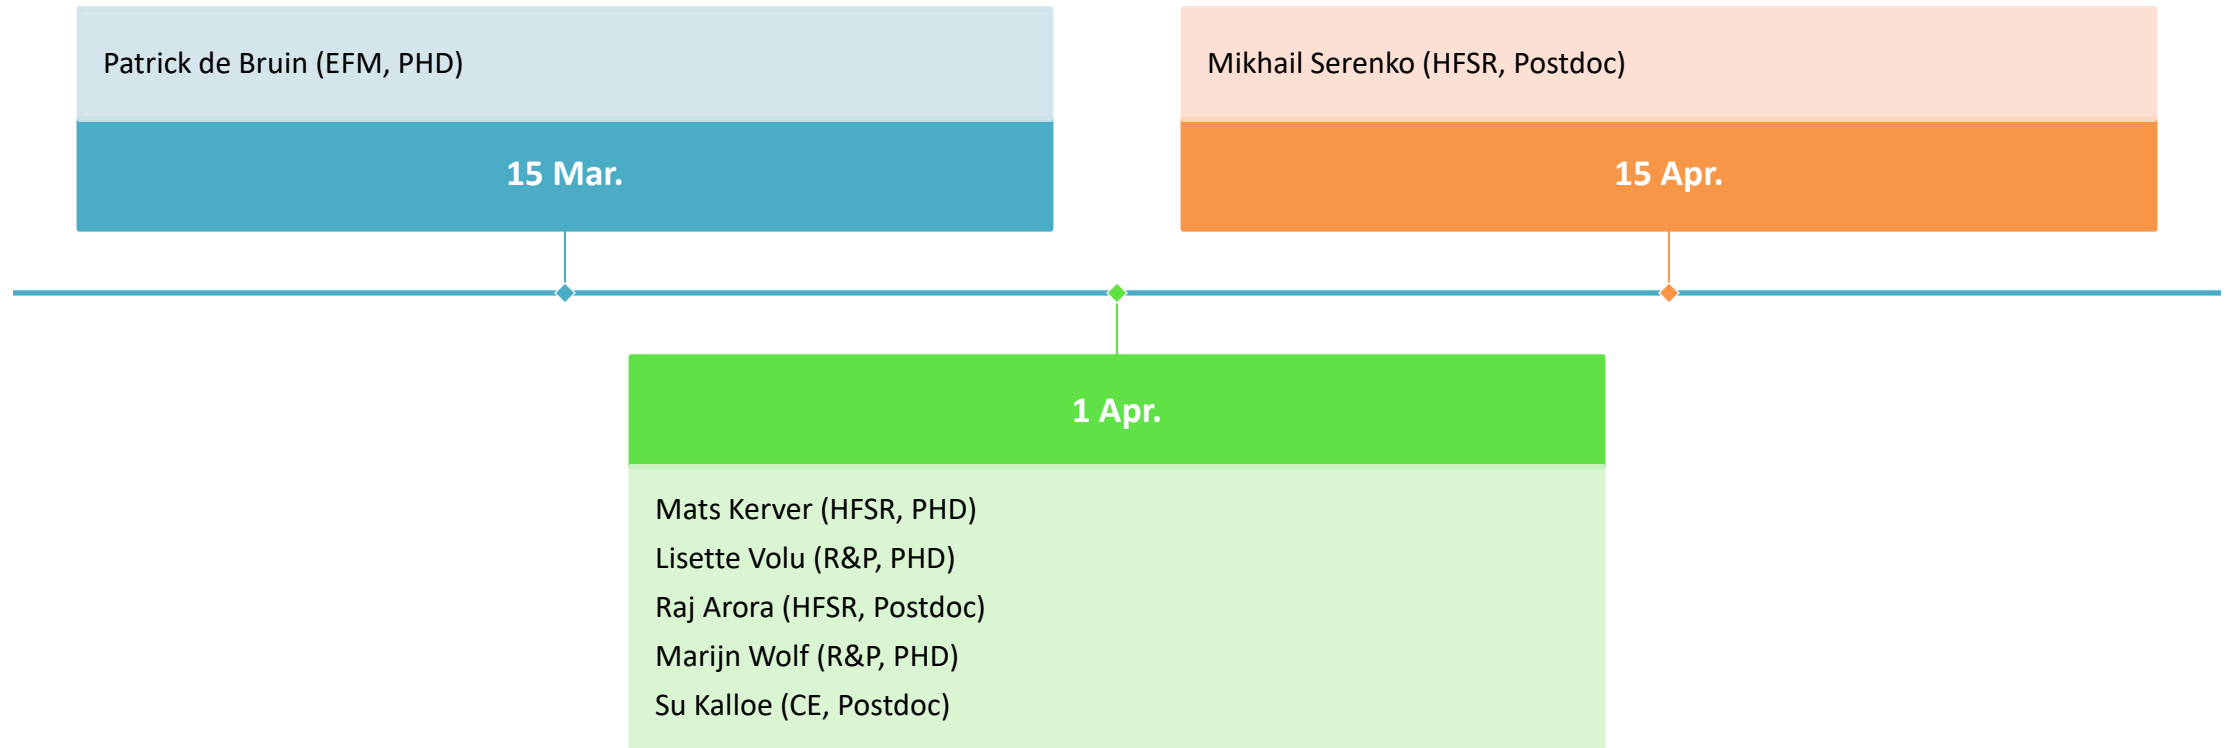 Patrick de Bruin (EFM, PHD)
15 Mar.
Mikhail Serenko (HFSR, Postdoc)
15 Apr.
1 Apr.
Mats Kerver (HFSR, PHD)
Lisette Volu (R&P, PHD)
Raj Arora (HFSR, Postdoc)
Marijn Wolf (R&P, PHD)
Su Kalloe (CE, Postdoc)